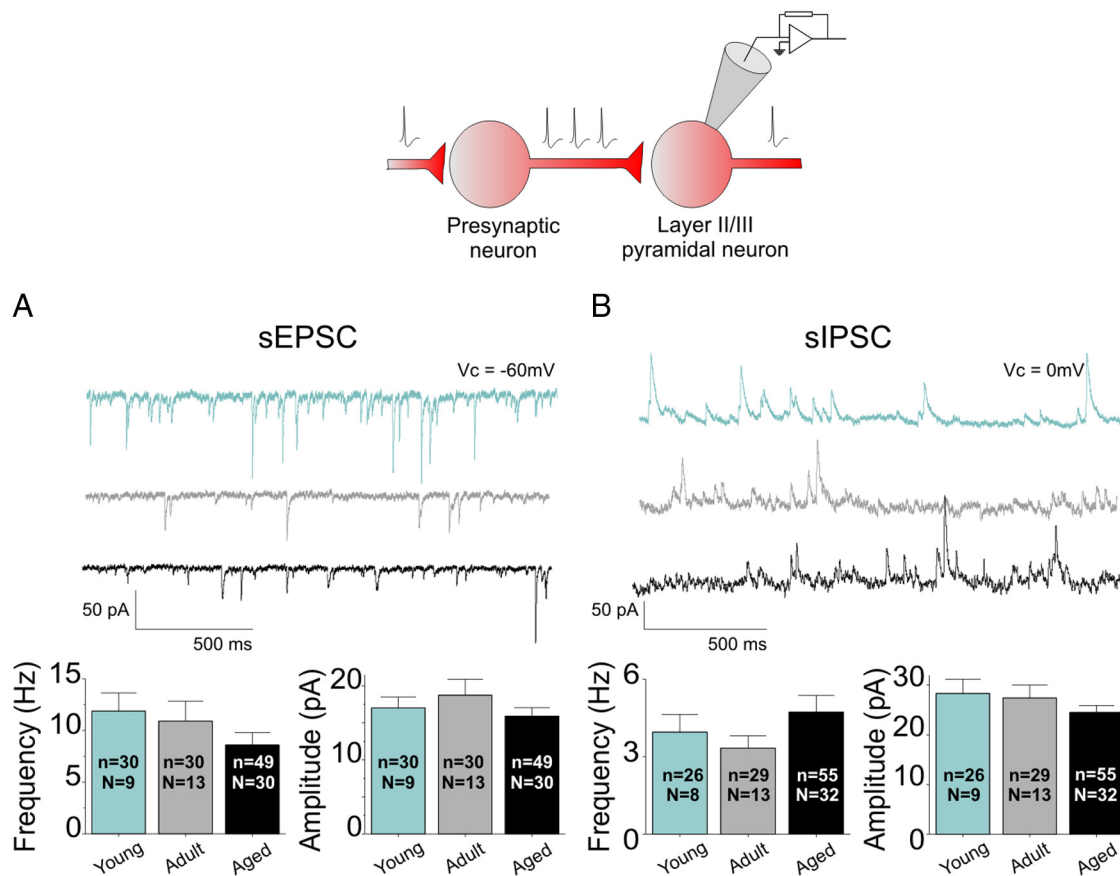 Presynaptic
neuron
Layer II/III
pyramidal neuron
A
sEPSC
Vc = -60mV
50 pA
500 ms
Frequency (Hz)
15
10
5
0
n=30
N=9
n=30
N=13
n=49
N=30
Young
Adult
Aged
Amplitude (pA)
20
10
0
n=30
N=9
n=30
N=13
n=49
N=30
Young
Adult
Aged
B
sIPSC
Vc = 0mV
50 pA
500 ms
Frequency (Hz)
6
3
0
n=26
N=8
n=29
N=13
n=55
N=32
Young
Adult
Aged
Amplitude (pA)
30
20
10
0
n=26
N=9
n=29
N=13
n=55
N=32
Young
Adult
Aged